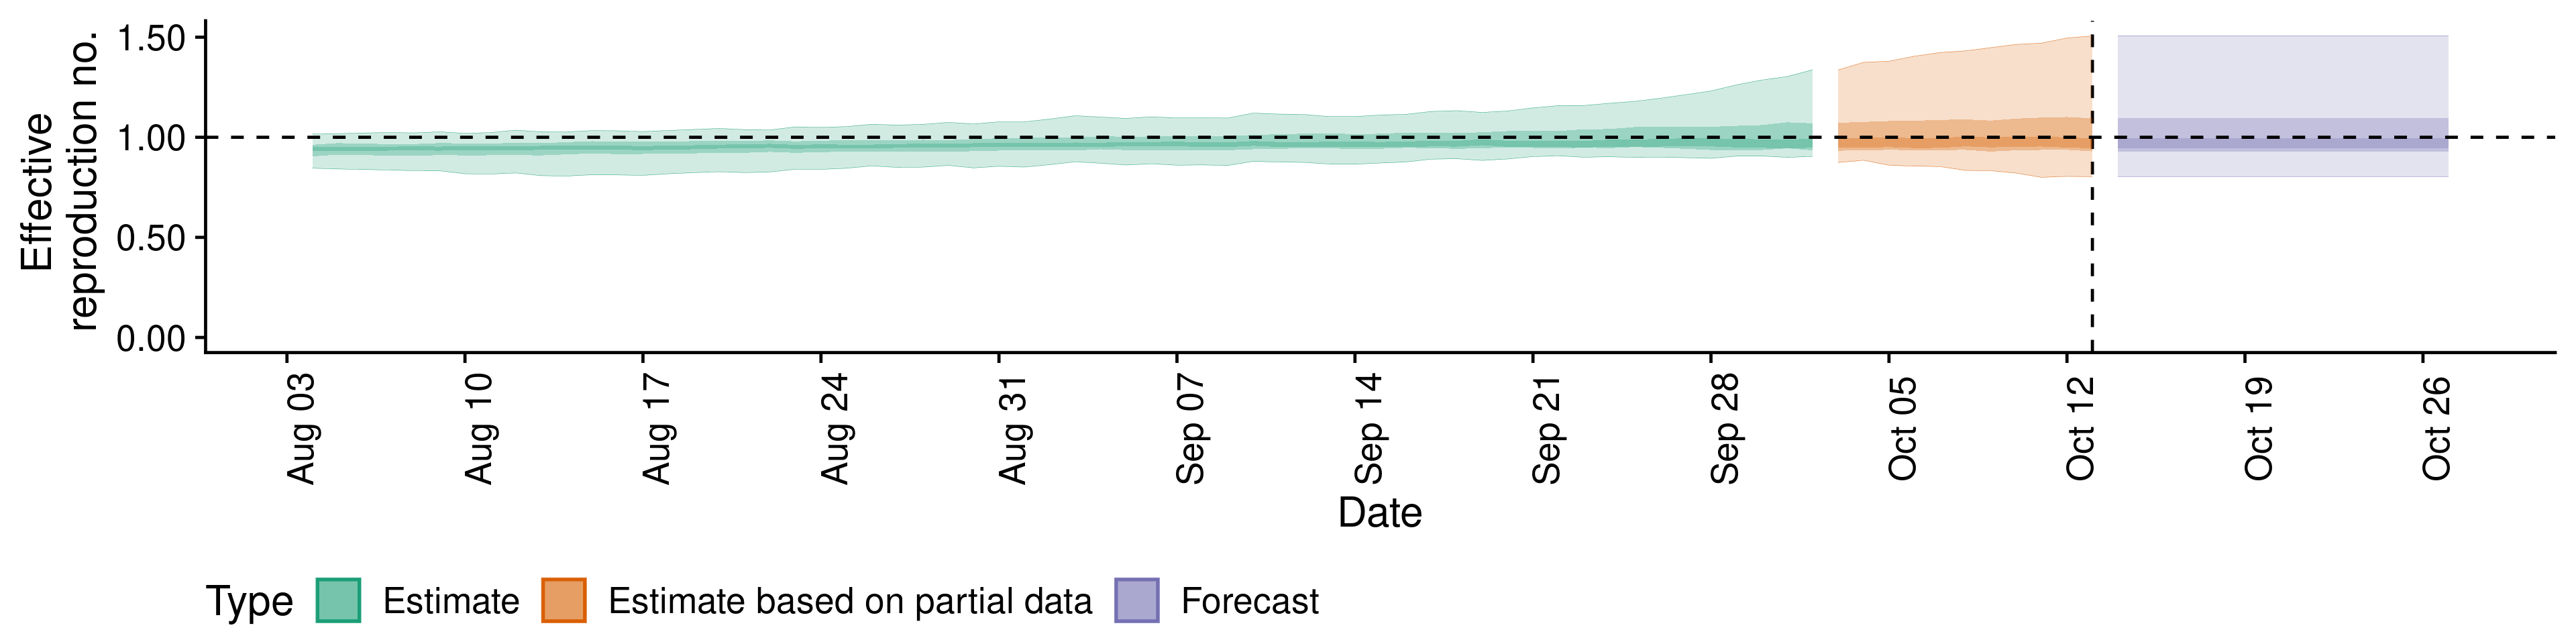 Effective
reproduction no.
1.50
1.00
0.50
0.00
Aug 03
Aug 10
Aug 17
Aug 24
Aug 31
Sep 07
Sep 14
Sep 21
Sep 28
Oct 05
Oct 12
Oct 19
Oct 26
Date
Type Estimate Estimate based on partial data Forecast